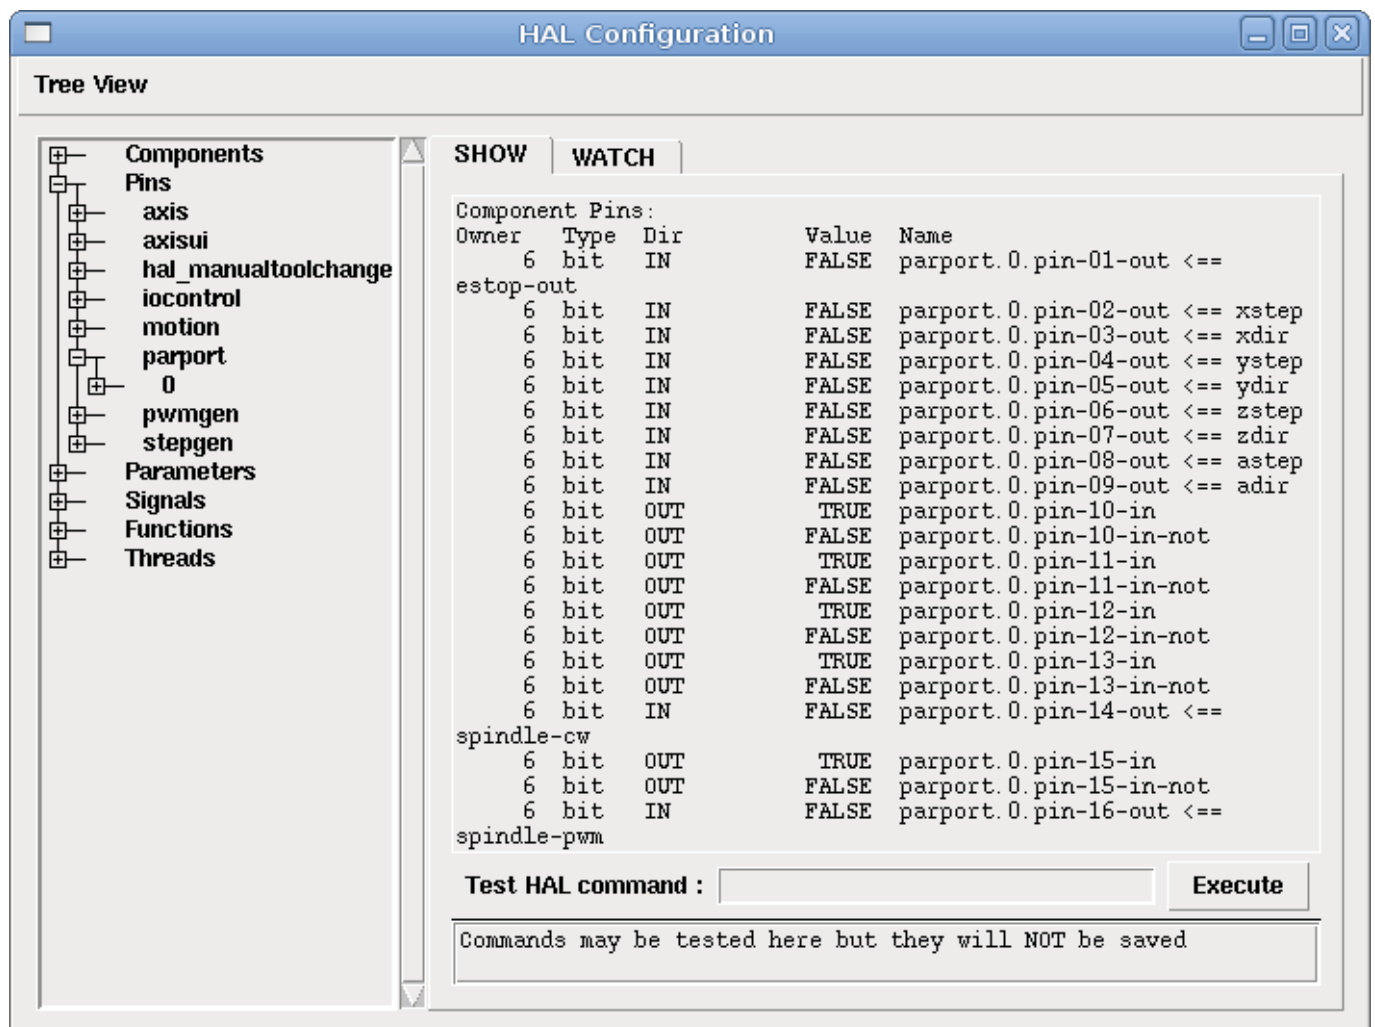 HAL Configuration
Tree View
Components
Pins
axis
axisui
hal_manualtoolchange
iocontrol
motion
parport
0
pwmgen
stepgen
Parameters
Signals
Functions
Threads
SHOW
WATCH
Component Pins:
Owner Type Dir Value Name
6 bit IN FALSE parport.0.pin-01-out <==
estop-out
6 bit IN FALSE parport.0.pin-02-out <== xstep
6 bit IN FALSE parport.0.pin-03-out <== xdir
6 bit IN FALSE parport.0.pin-04-out <== ystep
6 bit IN FALSE parport.0.pin-05-out <== ydir
6 bit IN FALSE parport.0.pin-06-out <== zstep
6 bit IN FALSE parport.0.pin-07-out <== zdir
6 bit IN FALSE parport.0.pin-08-out <== astep
6 bit IN FALSE parport.0.pin-09-out <== adir
6 bit OUT TRUE parport.0.pin-10-in
6 bit OUT FALSE parport.0.pin-10-in-not
6 bit OUT TRUE parport.0.pin-11-in
6 bit OUT FALSE parport.0.pin-11-in-not
6 bit OUT TRUE parport.0.pin-12-in
6 bit OUT FALSE parport.0.pin-12-in-not
6 bit OUT TRUE parport.0.pin-13-in
6 bit OUT FALSE parport.0.pin-13-in-not
6 bit IN FALSE parport.0.pin-14-out <==
spindle-cw
6 bit OUT TRUE parport.0.pin-15-in
6 bit OUT FALSE parport.0.pin-15-in-not
6 bit IN FALSE parport.0.pin-16-out <==
spindle-pwm
Test HAL command :
Execute
Commands may be tested here but they will NOT be saved